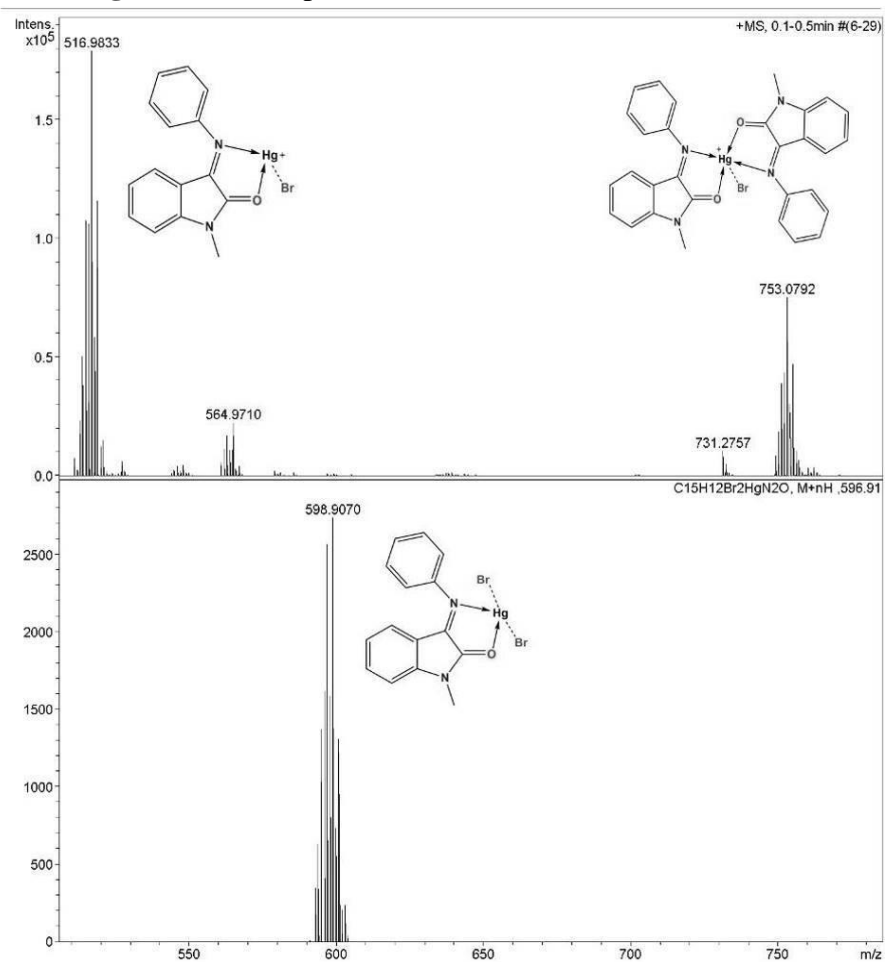 Intens.
x10⁵
+MS, 0.1-0.5min #(6-29)
516.9833
1.5
1.0
0.5
0.0
N
Hg+
Br
O
N
N
O
N
Hg
+
Br
N
O
N
564.9710
731.2757
753.0792
C15H12Br2HgN2O, M+nH ,596.91
598.9070
2500
2000
1500
1000
500
0
Br
N
Hg
Br
O
N
550
600
650
700
750
m/z